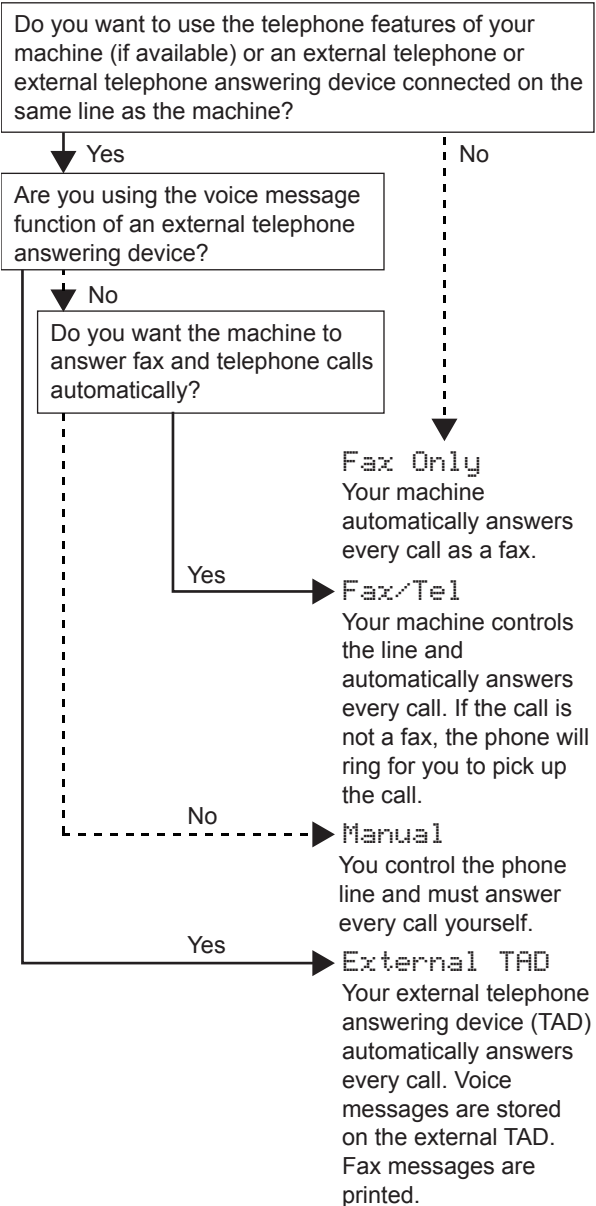 Do you want to use the telephone features of your
machine (if available) or an external telephone or
external telephone answering device connected on the
same line as the machine?
Yes
No
Are you using the voice message
function of an external telephone
answering device?
No
Do you want the machine to
answer fax and telephone calls
automatically?
Fax Only
Your machine
automatically answers
every call as a fax.
Yes
Fax/Tel
Your machine controls
the line and
automatically answers
every call. If the call is
not a fax, the phone will
ring for you to pick up
the call.
No
Manual
You control the phone
line and must answer
every call yourself.
Yes
External TAD
Your external telephone
answering device (TAD)
automatically answers
every call. Voice
messages are stored
on the external TAD.
Fax messages are
printed.